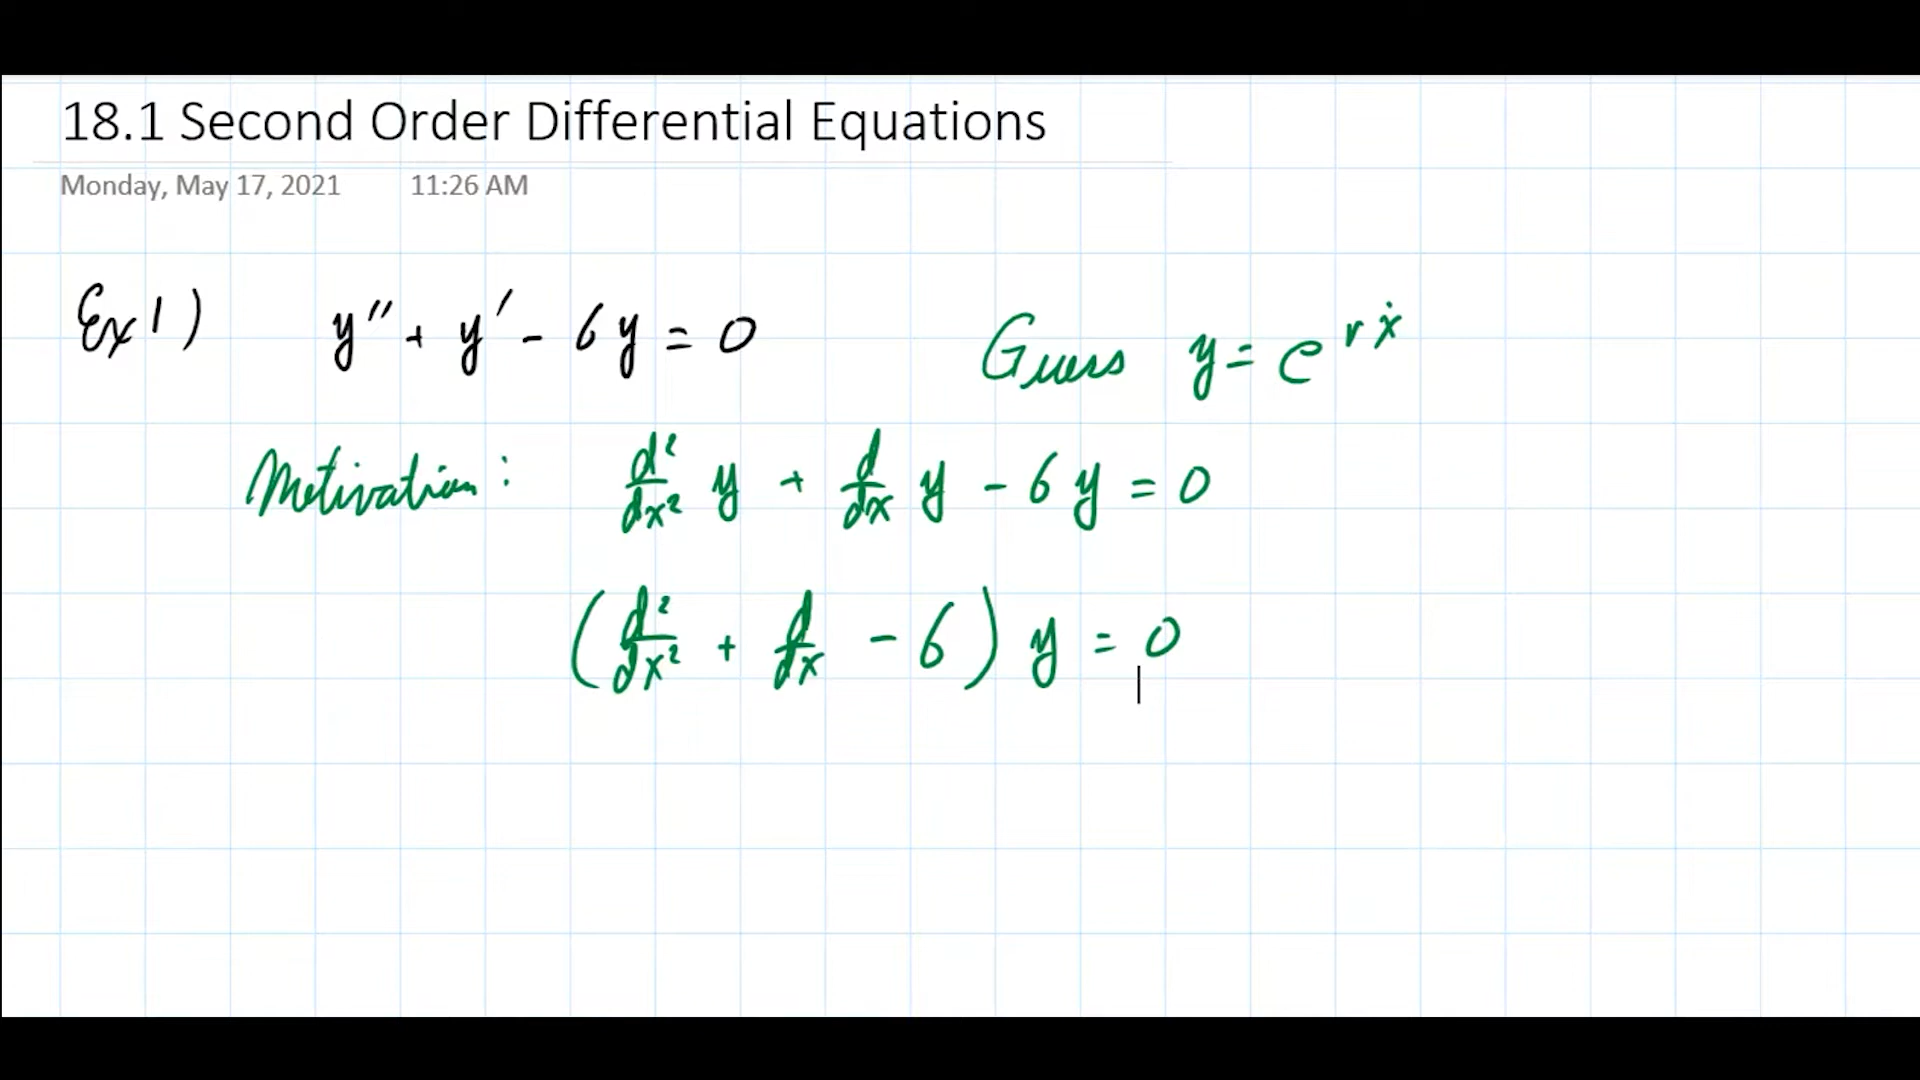 18.1 Second Order Differential Equations
Monday, May 17, 2021 11:26 AM
Ex 1) y'' + y' - 6y = 0 Guess y = e^{rx}
Motivation: d²/dx² y + d/dx y - 6y = 0
(d²/dx² + d/dx - 6) y = 0